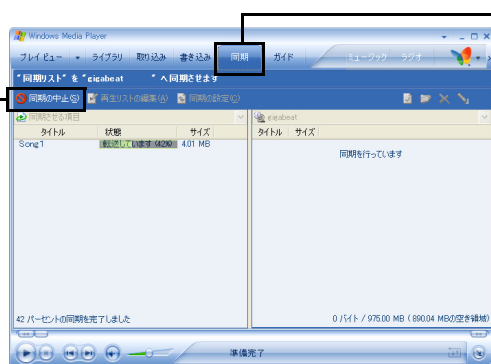 Windows Media Player
プレイビュー ライブラリ 取り込み 書き込み 同期 ガイド ミュージック ラジオ
"同期リスト" を "gigabeat " へ同期させます
同期の中止(S) 再生リストの編集(A) 同期の設定(C)
同期させる項目 gigabeat
タイトル 状態 サイズ タイトル サイズ
Song1 転送しています (42%) 4.01 MB
同期を行っています
42 パーセントの同期を完了しました 0 バイト / 975.00 MB (890.04 MBの空き領域)
準備完了